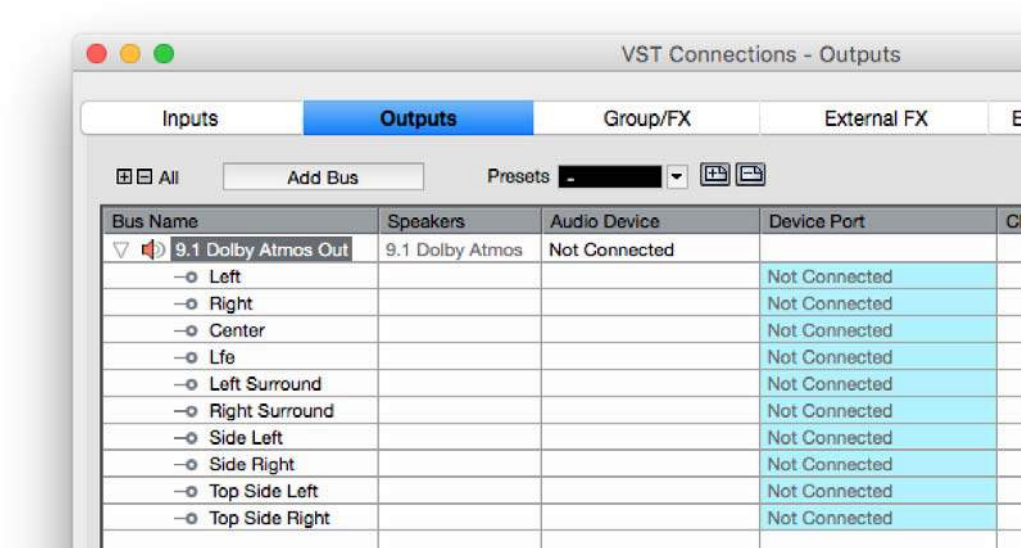 VST Connections - Outputs
Inputs Outputs Group/FX External FX E
All Add Bus Presets -
Bus Name Speakers Audio Device Device Port
9.1 Dolby Atmos Out 9.1 Dolby Atmos Not Connected
Left Not Connected
Right Not Connected
Center Not Connected
Lfe Not Connected
Left Surround Not Connected
Right Surround Not Connected
Side Left Not Connected
Side Right Not Connected
Top Side Left Not Connected
Top Side Right Not Connected